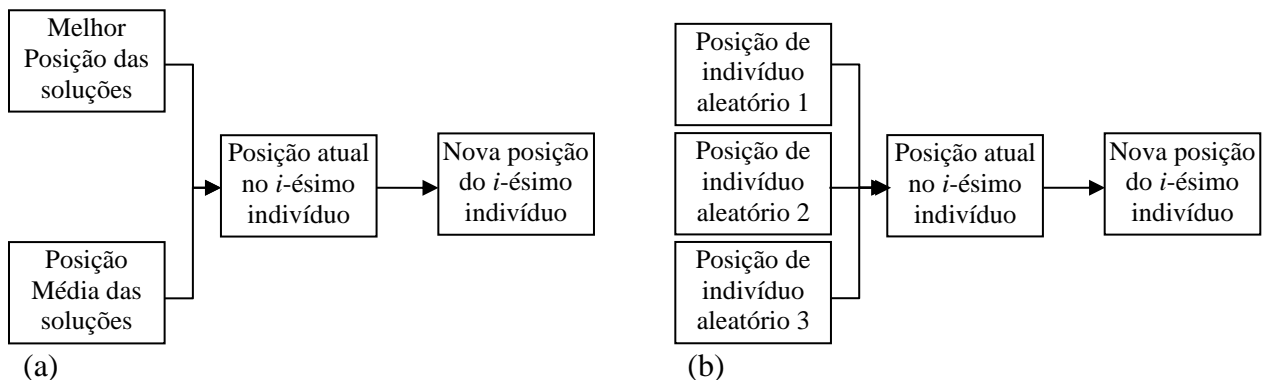 Melhor
Posição das
soluções
Posição atual
no i-ésimo
indivíduo
Nova posição
do i-ésimo
indivíduo
Posição
Média das
soluções
(a)
Posição de
indivíduo
aleatório 1
Posição de
indivíduo
aleatório 2
Posição de
indivíduo
aleatório 3
Posição atual
no i-ésimo
indivíduo
Nova posição
do i-ésimo
indivíduo
(b)